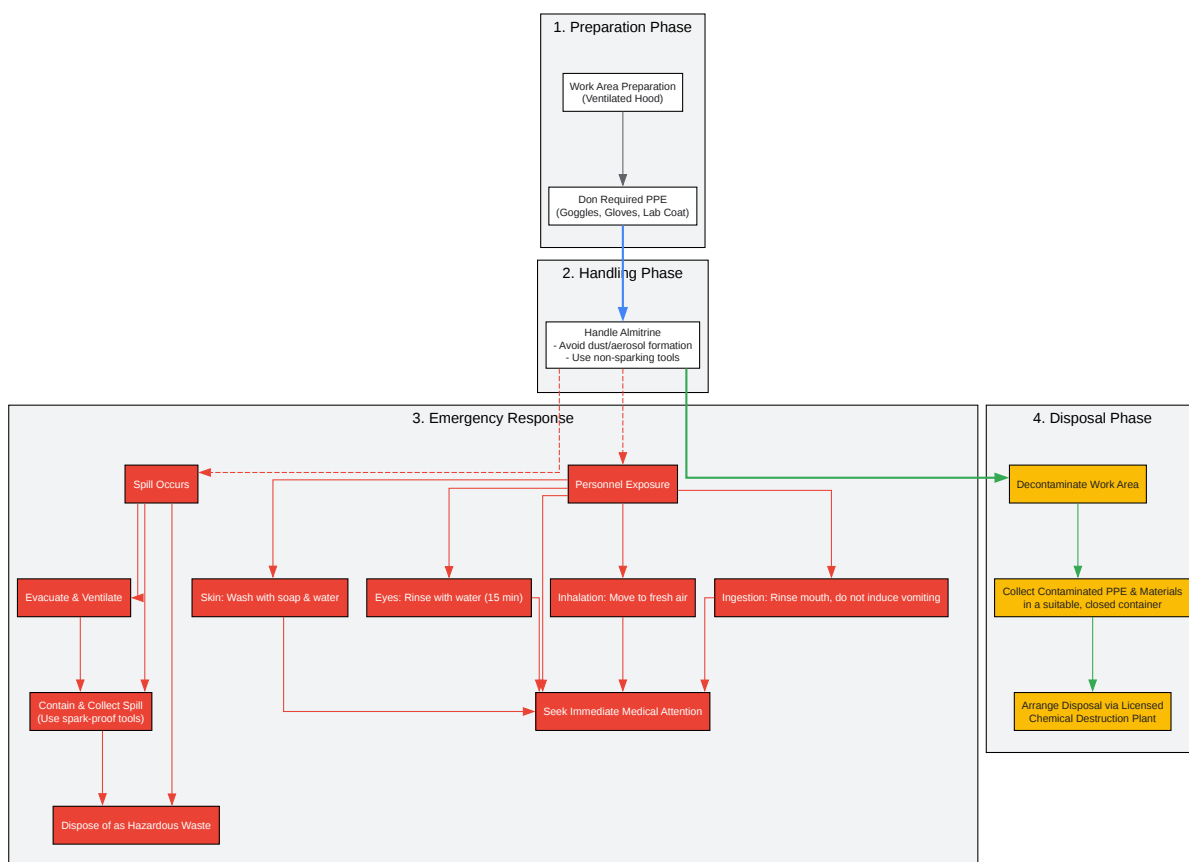 1. Preparation Phase
Work Area Preparation
(Ventilated Hood)
Don Required PPE
(Goggles, Gloves, Lab Coat)
2. Handling Phase
Handle Almitrine
- Avoid dust/aerosol formation
- Use non-sparking tools
3. Emergency Response
4. Disposal Phase
Spill Occurs
Personnel Exposure
Decontaminate Work Area
Evacuate & Ventilate
Skin: Wash with soap & water
Eyes: Rinse with water (15 min)
Inhalation: Move to fresh air
Ingestion: Rinse mouth, do not induce vomiting
Collect Contaminated PPE & Materials
in a suitable, closed container
Contain & Collect Spill
(Use spark-proof tools)
Seek Immediate Medical Attention
Arrange Disposal via Licensed
Chemical Destruction Plant
Dispose of as Hazardous Waste